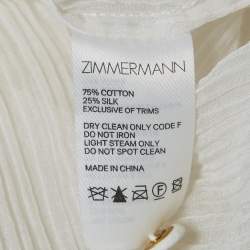 ZIMMERMANN
75% COTTON
25% SILK
EXCLUSIVE OF TRIMS
DRY CLEAN ONLY CODE F
DO NOT IRON
LIGHT STEAM ONLY
DO NOT SPOT CLEAN
MADE IN CHINA
F